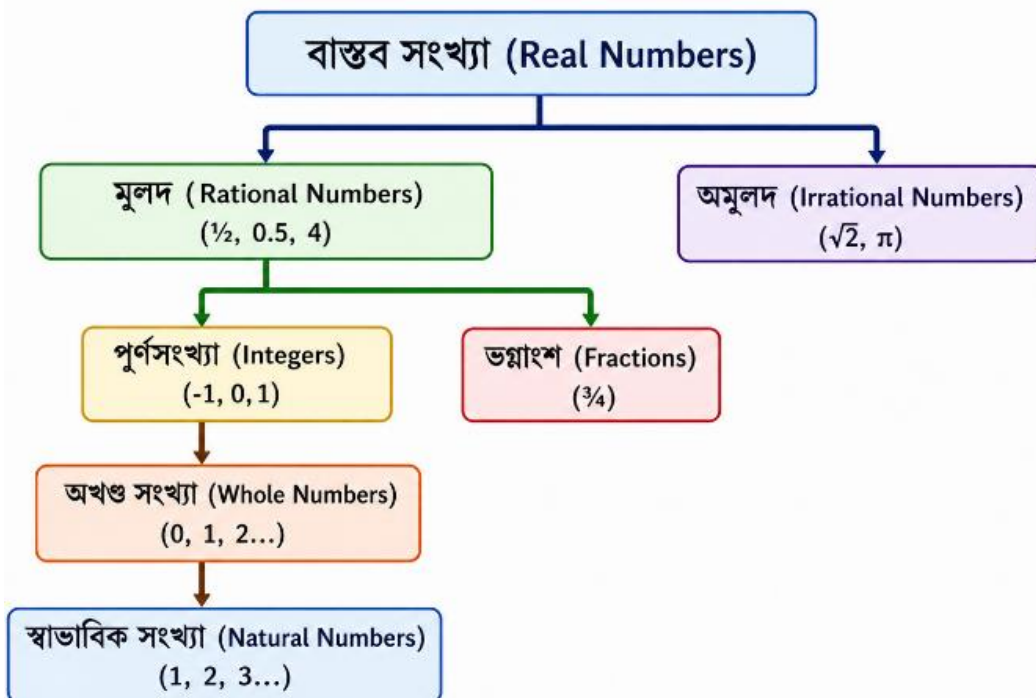 বাস্তব সংখ্যা (Real Numbers)
মুলদ (Rational Numbers)
(½, 0.5, 4)
অমুলদ (Irrational Numbers)
(√2, π)
পুর্ণসংখ্যা (Integers)
(-1, 0, 1)
ভগ্নাংশ (Fractions)
(¾)
অখণ্ড সংখ্যা (Whole Numbers)
(0, 1, 2...)
স্বাভাবিক সংখ্যা (Natural Numbers)
(1, 2, 3...)